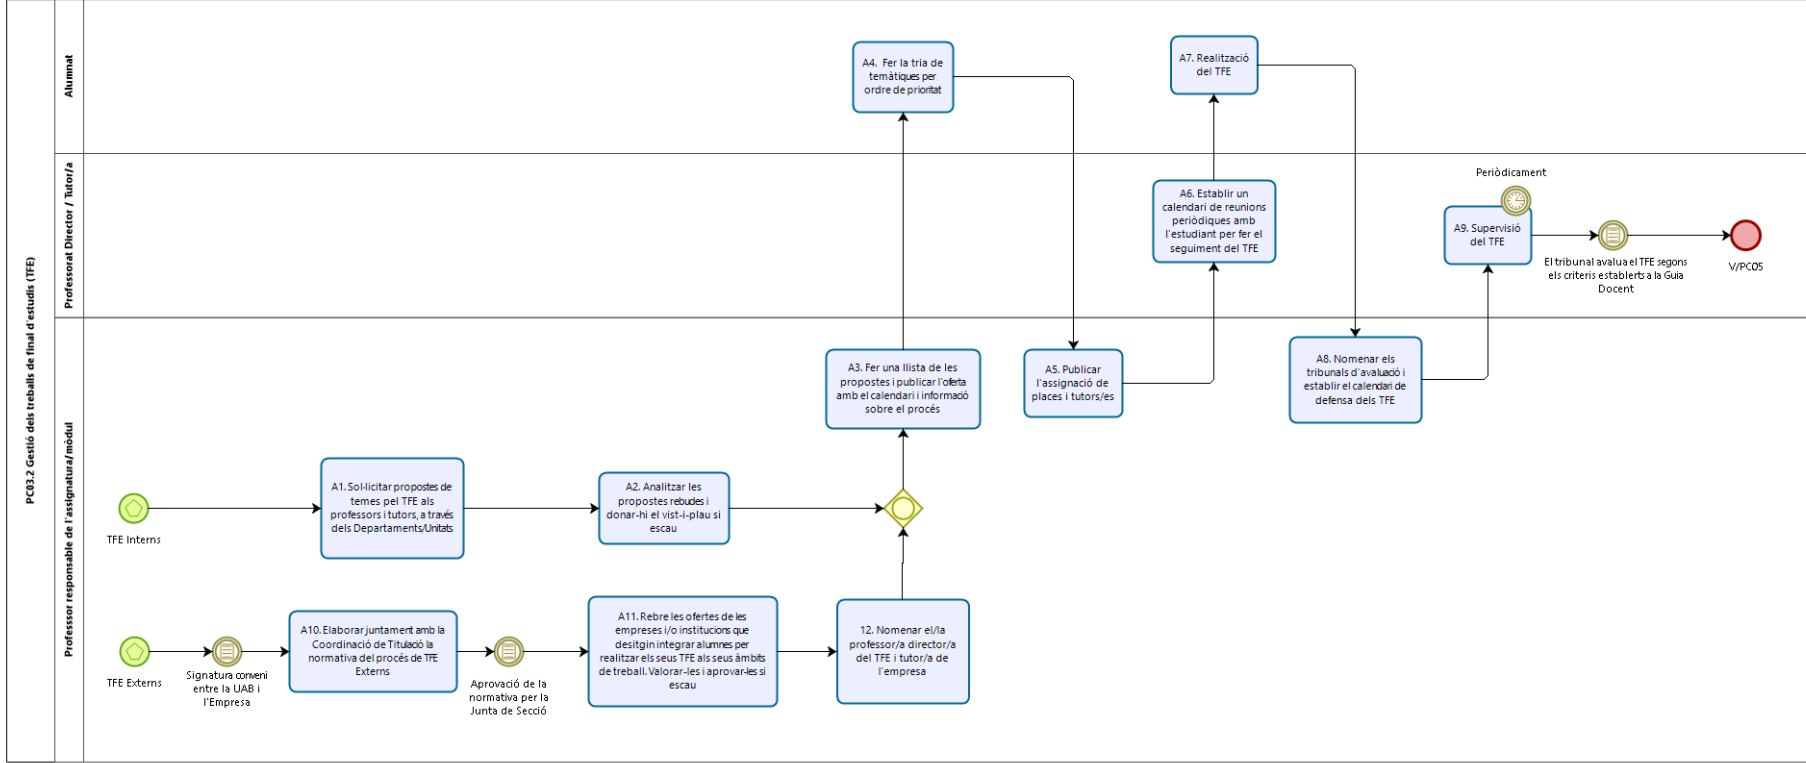 PC03.2 Gestió dels treballs de final d'estudis (TFE)
Alumnat
A4. Fer la tria de
temàtiques per
ordre de prioritat
A7. Realització
del TFE
Professorat Director / Tutor/a
A6. Establir un
calendari de reunions
periòdiques amb
l'estudiant per fer el
seguiment del TFE
Periòdicament
A9. Supervisió
del TFE
El tribunal avalua el TFE segons
els criteris establerts a la Guia
Docent
V/PC05
Professsor responsable de l'assignatura/mòdul
A3. Fer una llista de les
propostes i publicar l'oferta
amb el calendari i informació
sobre el procés
A5. Publicar
l'assignació de
places i tutors/es
A8. Nomenar els
tribunals d'avaluació i
establir el calendari de
defensa dels TFE
TFE Interns
A1. Sol·licitar propostes de
temes pel TFE als
professors i tutors, a través
dels Departaments/Unitats
A2. Analitzar les
propostes rebudes i
donar-hi el vist-i-plau si
escau
TFE Externs
Signatura conveni
entre la UAB i
l'Empresa
A10. Elaborar juntament amb la
Coordinació de Titulació la
normativa del procés de TFE
Externs
Aprovació de la
normativa per la
Junta de Secció
A11. Rebre les ofertes de les
empreses i/o institucions que
desitgin integrar alumnes per
realitzar els seus TFE als seus àmbits
de treball. Valorar-les i aprovar-les si
escau
12. Nomenar el/la
professor/a director/a
del TFE i tutor/a de
l'empresa